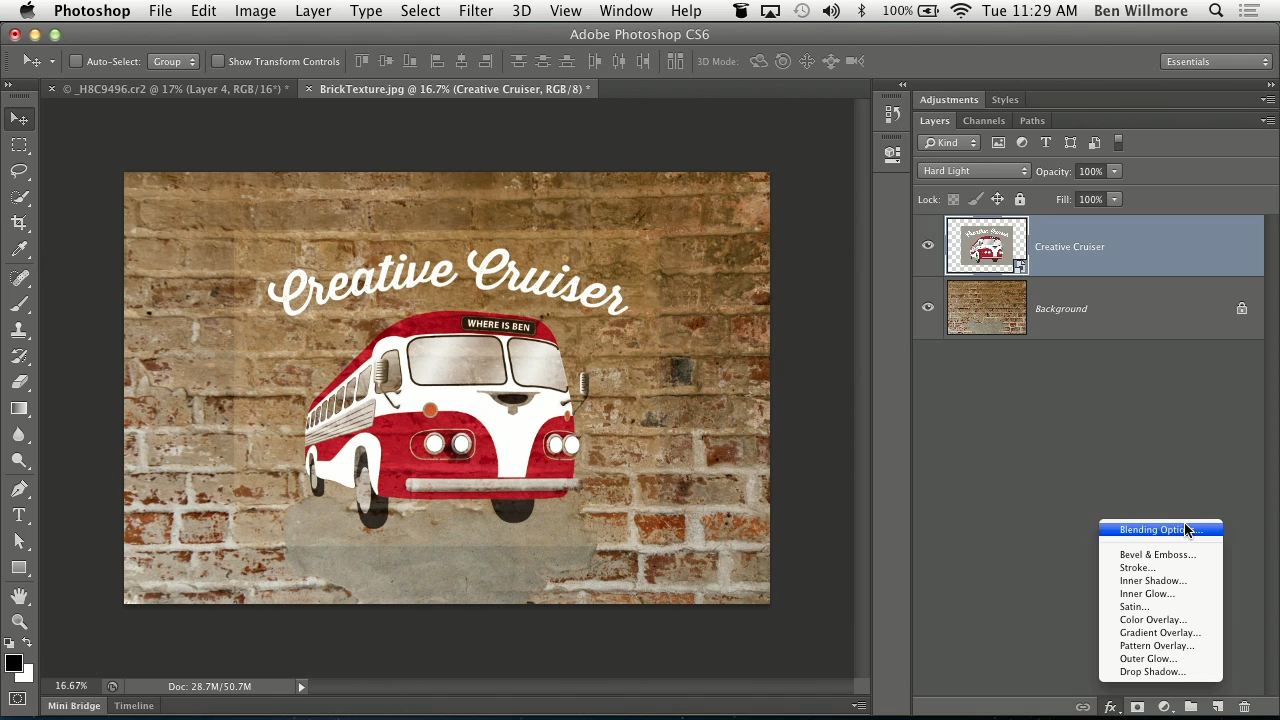 Photoshop File Edit Image Layer Type Select Filter 3D View Window Help 100% Tue 11:29 AM Ben Willmore
Adobe Photoshop CS6
Auto-Select: Group Show Transform Controls 3D Mode: Essentials
× © _H8C9496.cr2 @ 17% (Layer 4, RGB/16*) * × BrickTexture.jpg @ 16.7% (Creative Cruiser, RGB/8) *
Adjustments Styles
Layers Channels Paths
Kind
Hard Light Opacity: 100%
Lock: Fill: 100%
Creative Cruiser
Background
Creative Cruiser
WHERE IS BEN
Blending Options...
Bevel & Emboss...
Stroke...
Inner Shadow...
Inner Glow...
Satin...
Color Overlay...
Gradient Overlay...
Pattern Overlay...
Outer Glow...
Drop Shadow...
16.67% Doc: 28.7M/50.7M
fx
Mini Bridge Timeline